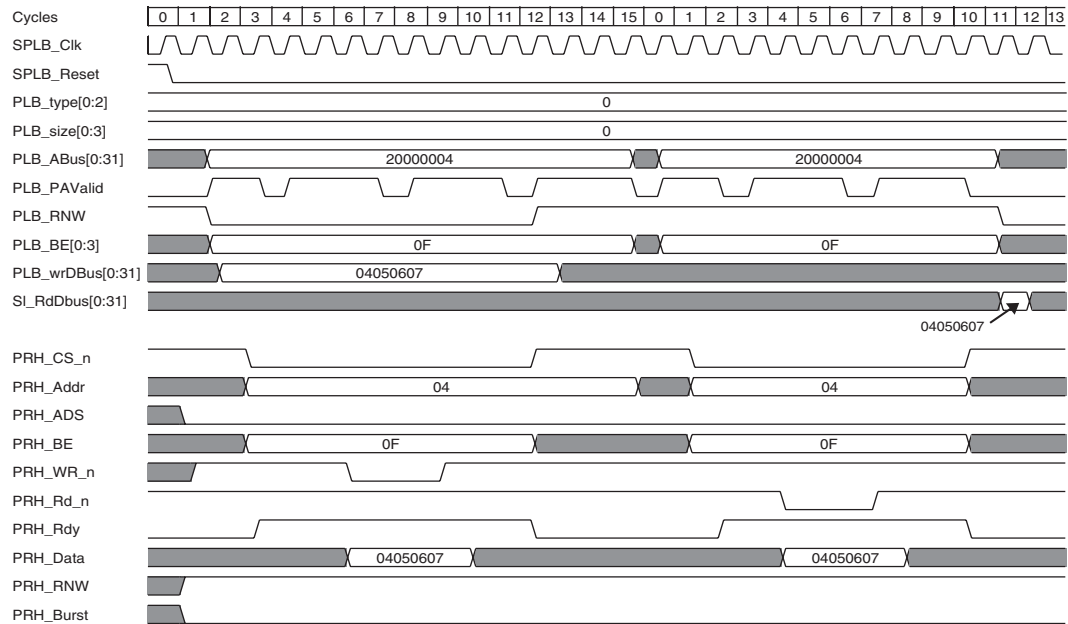 Cycles 0 1 2 3 4 5 6 7 8 9 10 11 12 13 14 15 0 1 2 3 4 5 6 7 8 9 10 11 12 13
SPLB_Clk
SPLB_Reset
PLB_type[0:2] 0
PLB_size[0:3] 0
PLB_ABus[0:31] 20000004 20000004
PLB_PAValid
PLB_RNW
PLB_BE[0:3] 0F 0F
PLB_wrDBus[0:31] 04050607
Sl_RdDbus[0:31]
04050607
PRH_CS_n
PRH_Addr 04 04
PRH_ADS
PRH_BE 0F 0F
PRH_WR_n
PRH_Rd_n
PRH_Rdy
PRH_Data 04050607 04050607
PRH_RNW
PRH_Burst